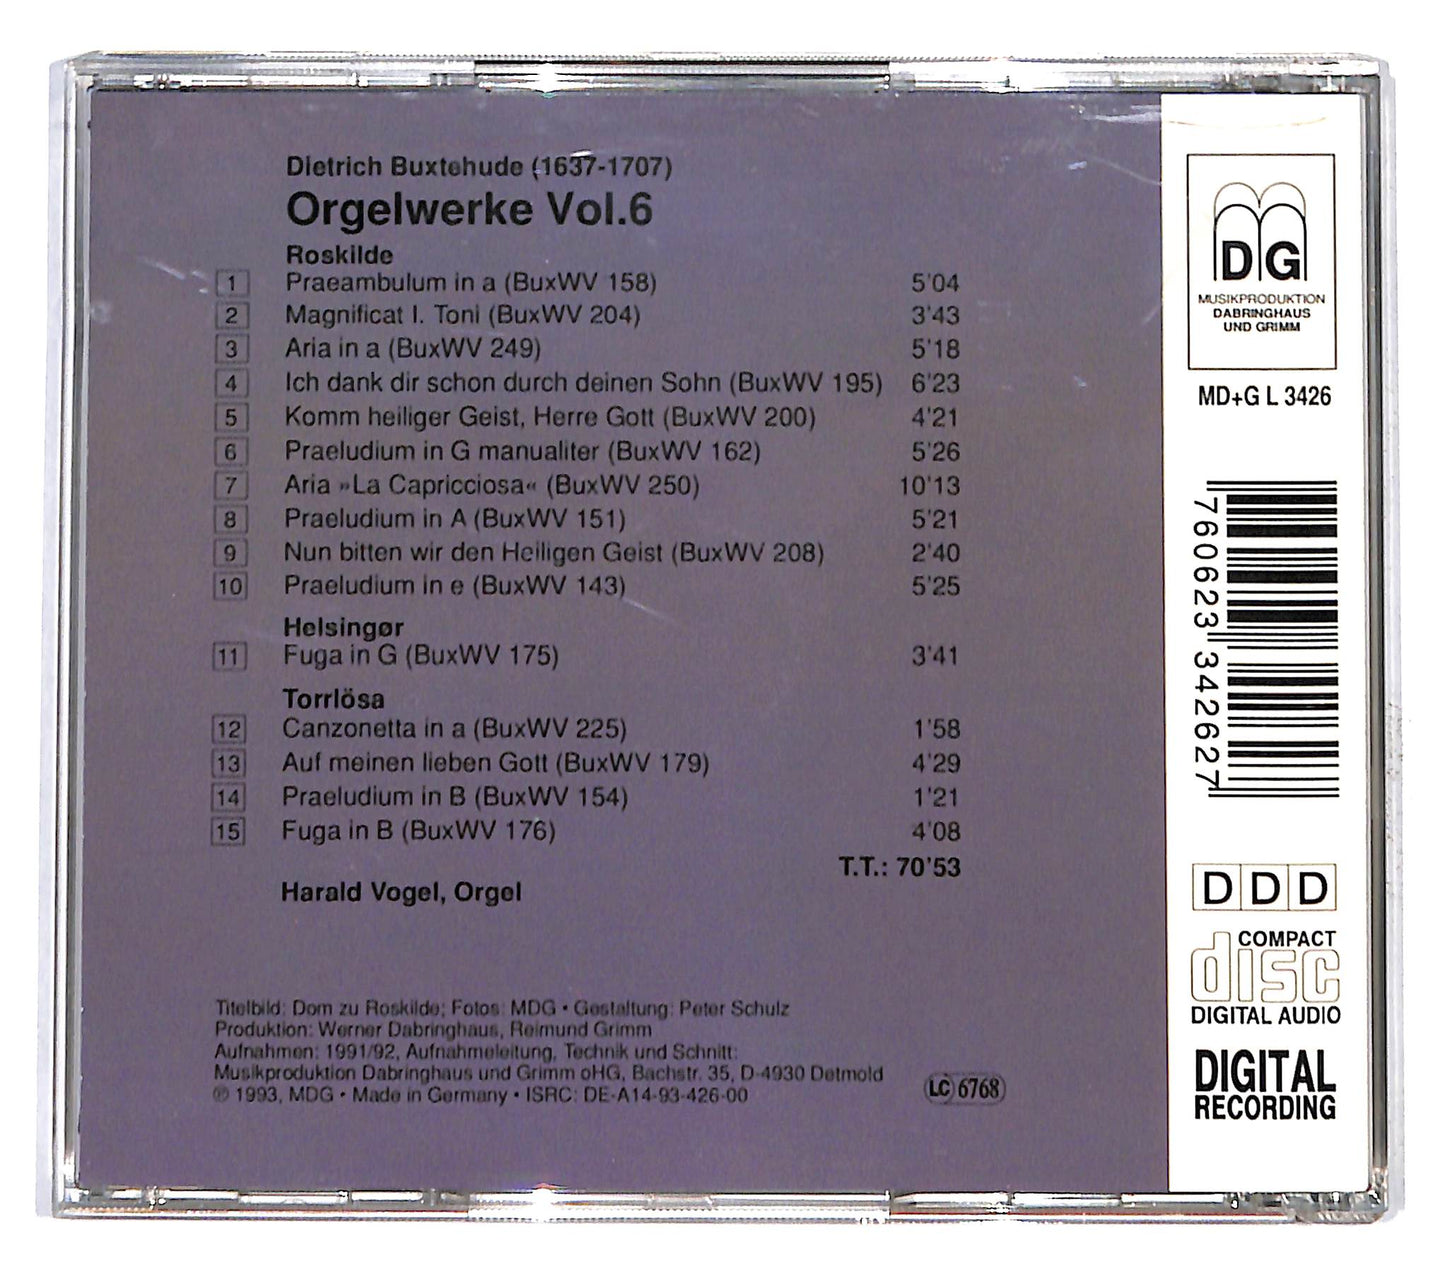 Dietrich Buxtehude (1637-1707)
Orgelwerke Vol.6
Roskilde
1 Praeambulum in a (BuxWV 158) 5'04
2 Magnificat I. Toni (BuxWV 204) 3'43
3 Aria in a (BuxWV 249) 5'18
4 Ich dank dir schon durch deinen Sohn (BuxWV 195) 6'23
5 Komm heiliger Geist, Herre Gott (BuxWV 200) 4'21
6 Praeludium in G manualiter (BuxWV 162) 5'26
7 Aria »La Capricciosa« (BuxWV 250) 10'13
8 Praeludium in A (BuxWV 151) 5'21
9 Nun bitten wir den Heiligen Geist (BuxWV 208) 2'40
10 Praeludium in e (BuxWV 143) 5'25
Helsingør
11 Fuga in G (BuxWV 175) 3'41
Torrlösa
12 Canzonetta in a (BuxWV 225) 1'58
13 Auf meinen lieben Gott (BuxWV 179) 4'29
14 Praeludium in B (BuxWV 154) 1'21
15 Fuga in B (BuxWV 176) 4'08
T.T.: 70'53
Harald Vogel, Orgel
Titelbild: Dom zu Roskilde; Fotos: MDG • Gestaltung: Peter Schulz
Produktion: Werner Dabringhaus, Reimund Grimm
Aufnahmen: 1991/92, Aufnahmeleitung, Technik und Schnitt:
Musikproduktion Dabringhaus und Grimm oHG, Bachstr. 35, D-4930 Detmold
℗ 1993, MDG • Made in Germany • ISRC: DE-A14-93-426-00
LC 6768
DG
MUSIKPRODUKTION
DABRINGHAUS
UND GRIMM
MD+G L 3426
760623 342627
DDD
COMPACT
disc
DIGITAL AUDIO
DIGITAL
RECORDING